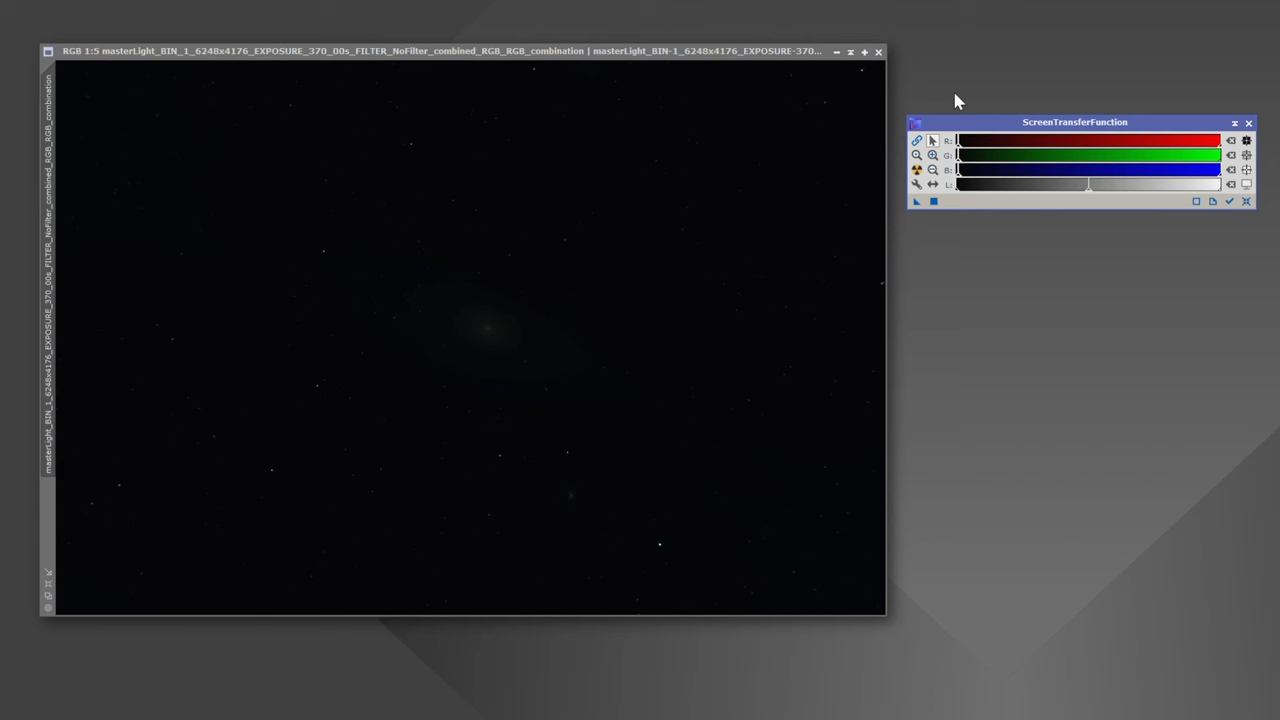 RGB 1:5 masterLight_BIN_1_6248x4176_EXPOSURE_370_00s_FILTER_NoFilter_combined_RGB_RGB_combination | masterLight_BIN-1_6248x4176_EXPOSURE-370...
masterLight_BIN_1_6248x4176_EXPOSURE_370_00s_FILTER_NoFilter_combined_RGB_RGB_combination
ScreenTransferFunction
R:
G:
B:
L: